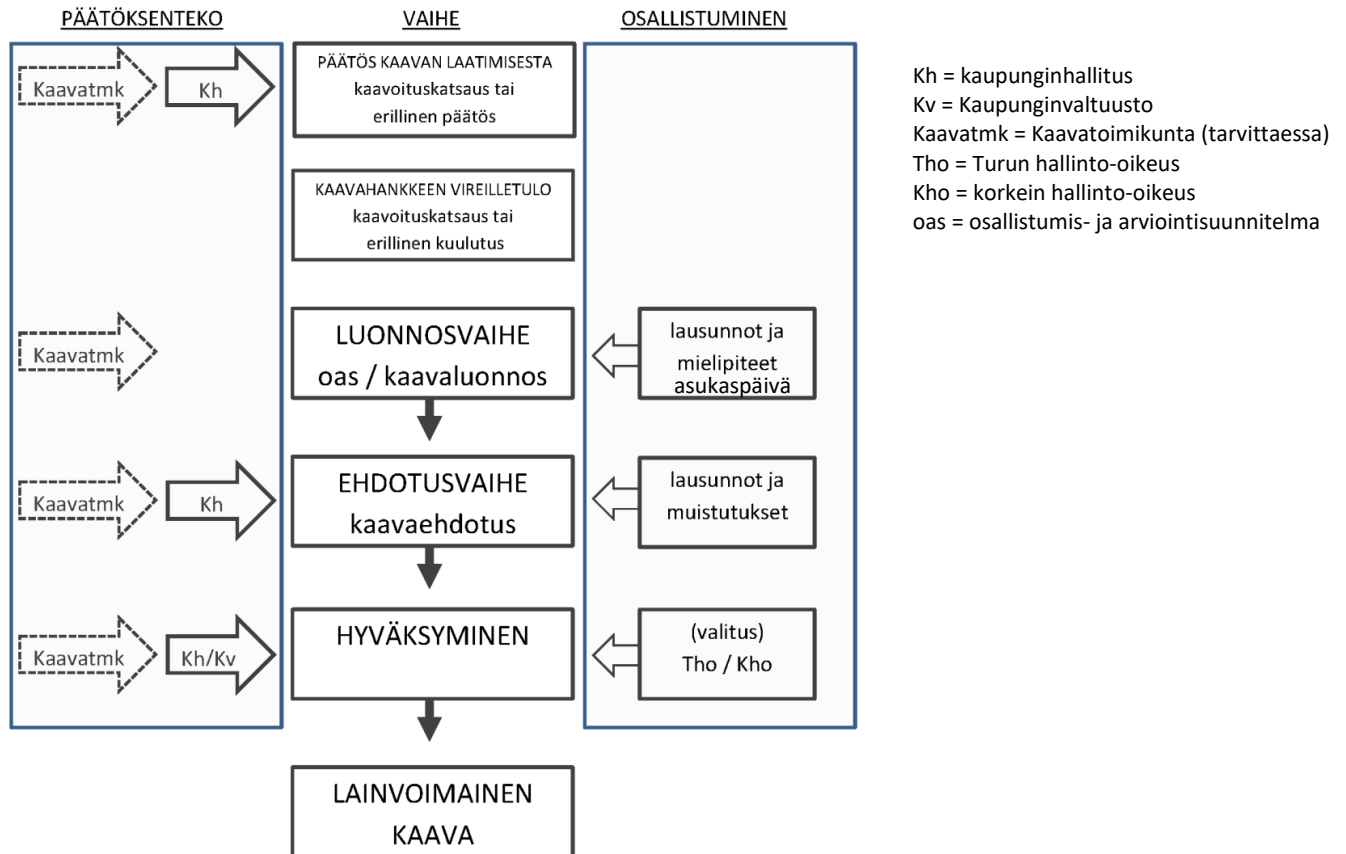 PÄÄTÖKSENTEKO
VAIHE
OSALLISTUMINEN
Kaavatmk
Kh
PÄÄTÖS KAAVAN LAATIMISESTA
kaavoituskatsaus tai
erillinen päätös
KAAVAHANKKEEN VIREILLETULO
kaavoituskatsaus tai
erillinen kuulutus
Kaavatmk
LUONNOSVAIHE
oas / kaavaluonnos
lausunnot ja
mielipiteet
asukaspäivä
Kaavatmk
Kh
EHDOTUSVAIHE
kaavaehdotus
lausunnot ja
muistutukset
Kaavatmk
Kh/Kv
HYVÄKSYMINEN
(valitus)
Tho / Kho
LAINVOIMAINEN
KAAVA
Kh = kaupunginhallitus
Kv = Kaupunginvaltuusto
Kaavatmk = Kaavatoimikunta (tarvittaessa)
Tho = Turun hallinto-oikeus
Kho = korkein hallinto-oikeus
oas = osallistumis- ja arviointisuunnitelma